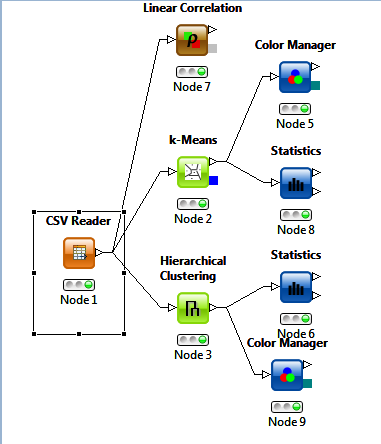 Linear Correlation
Node 7
Color Manager
Node 5
k-Means
Node 2
Statistics
Node 8
CSV Reader
Node 1
Hierarchical
Clustering
Node 3
Statistics
Node 6
Color Manager
Node 9